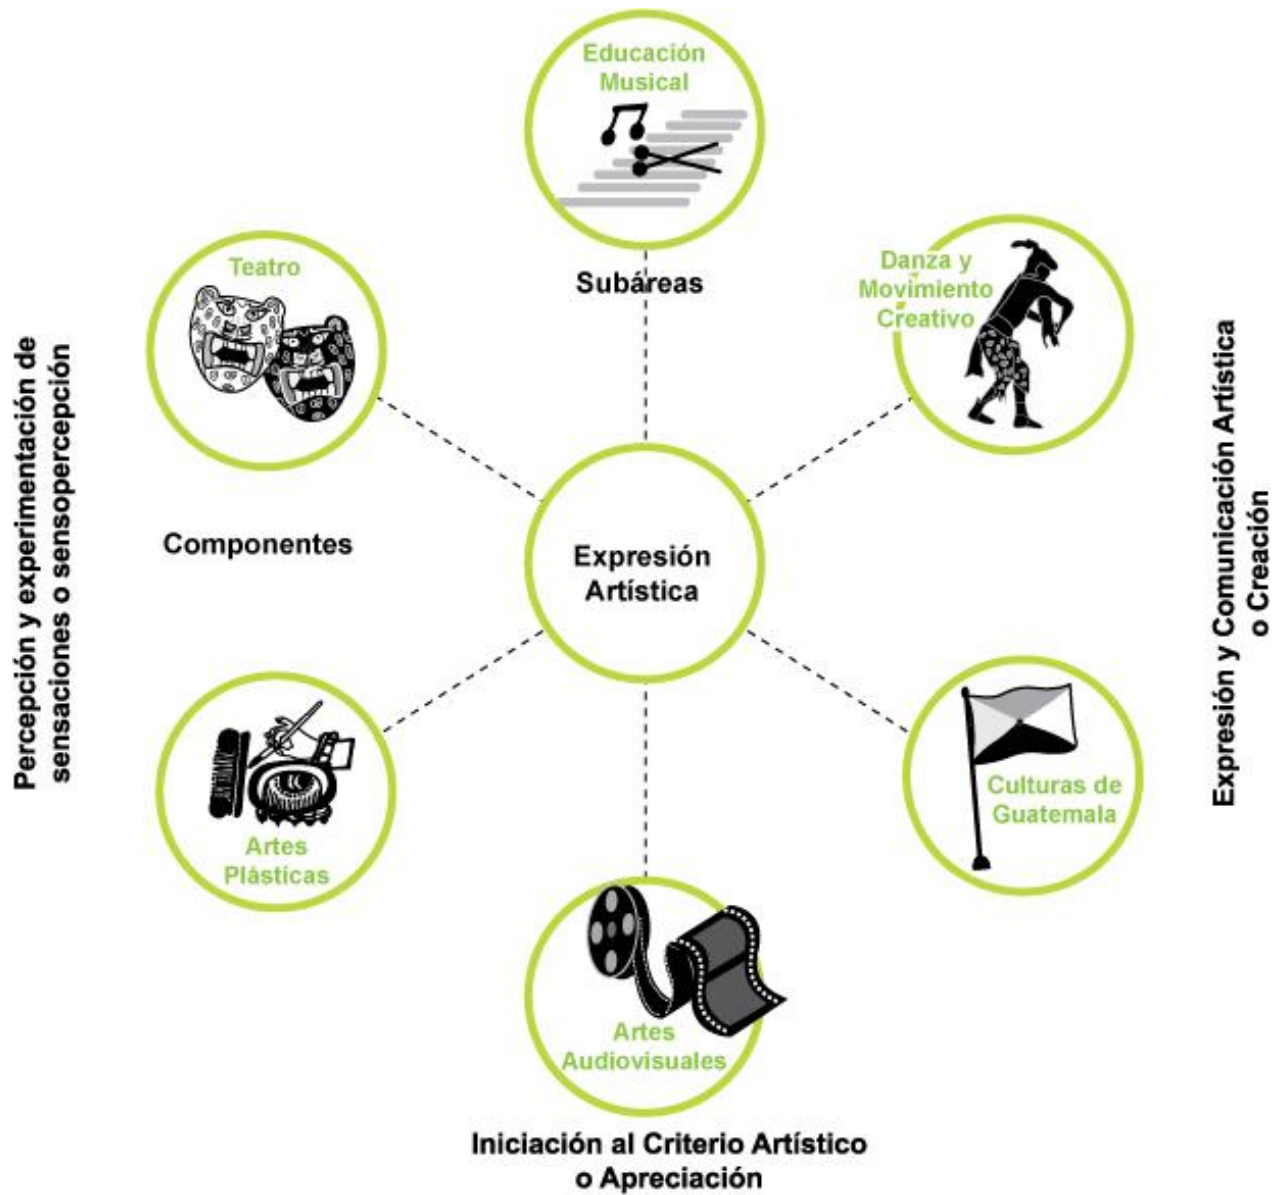 Educación
Musical
Subáreas
Teatro
Danza y
Movimiento
Creativo
Percepción y experimentación de
sensaciones o sensopercepción
Componentes
Expresión
Artística
Expresión y Comunicación Artística
o Creación
Artes
Plásticas
Culturas de
Guatemala
Artes
Audiovisuales
Iniciación al Criterio Artístico
o Apreciación